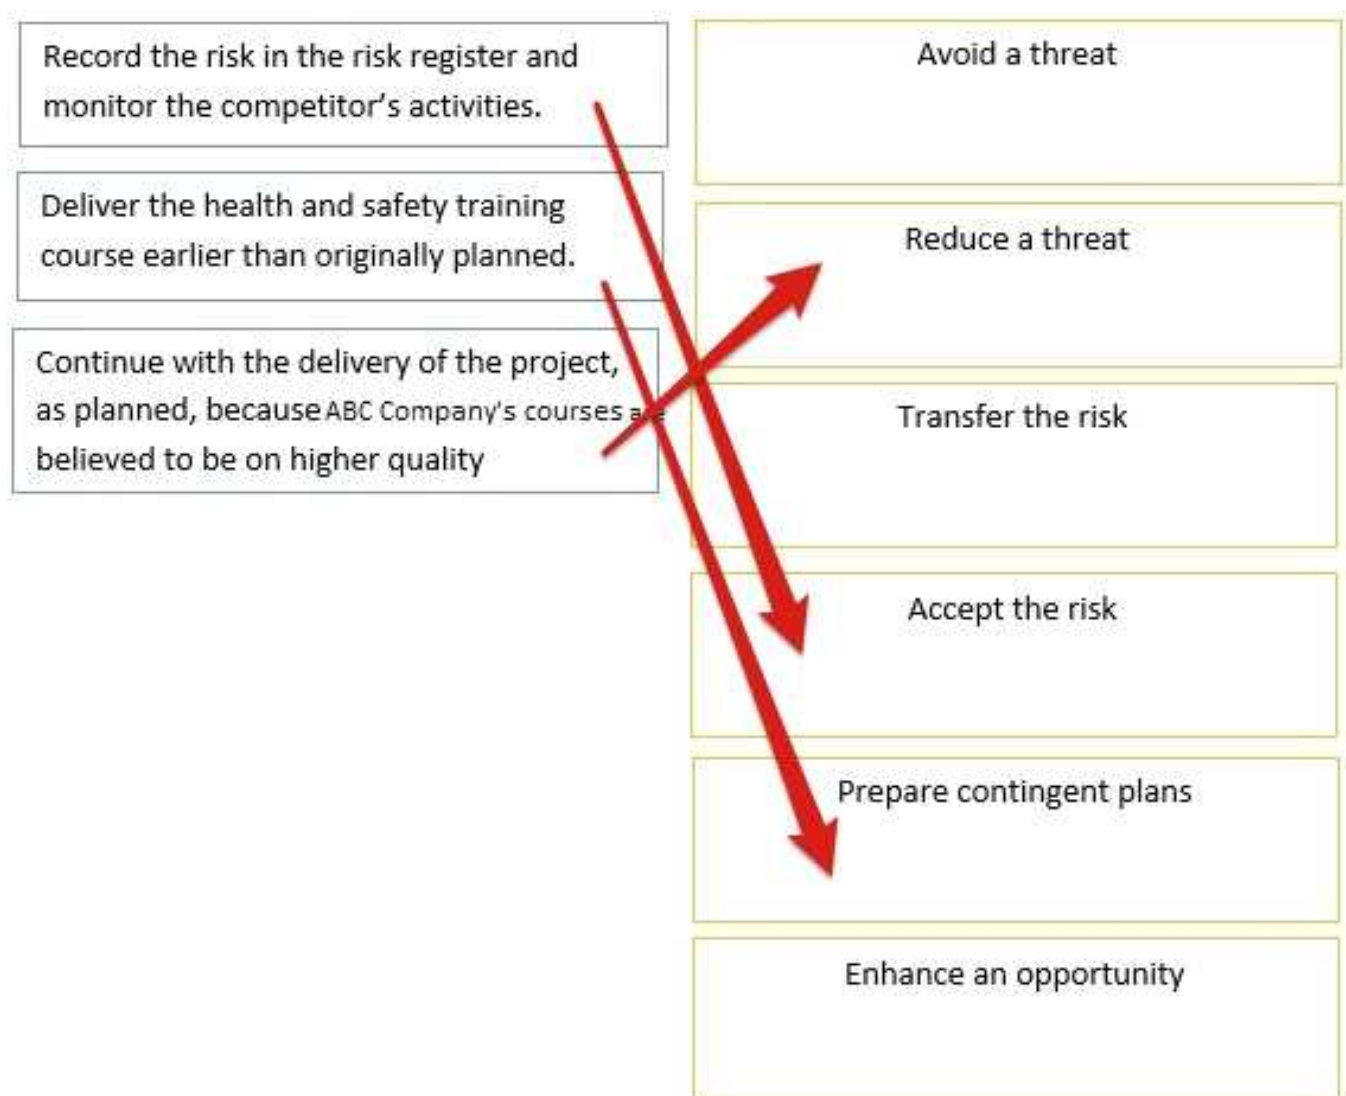 Record the risk in the risk register and
monitor the competitor's activities.
Deliver the health and safety training
course earlier than originally planned.
Continue with the delivery of the project,
as planned, because ABC Company's courses are
believed to be on higher quality
Avoid a threat
Reduce a threat
Transfer the risk
Accept the risk
Prepare contingent plans
Enhance an opportunity